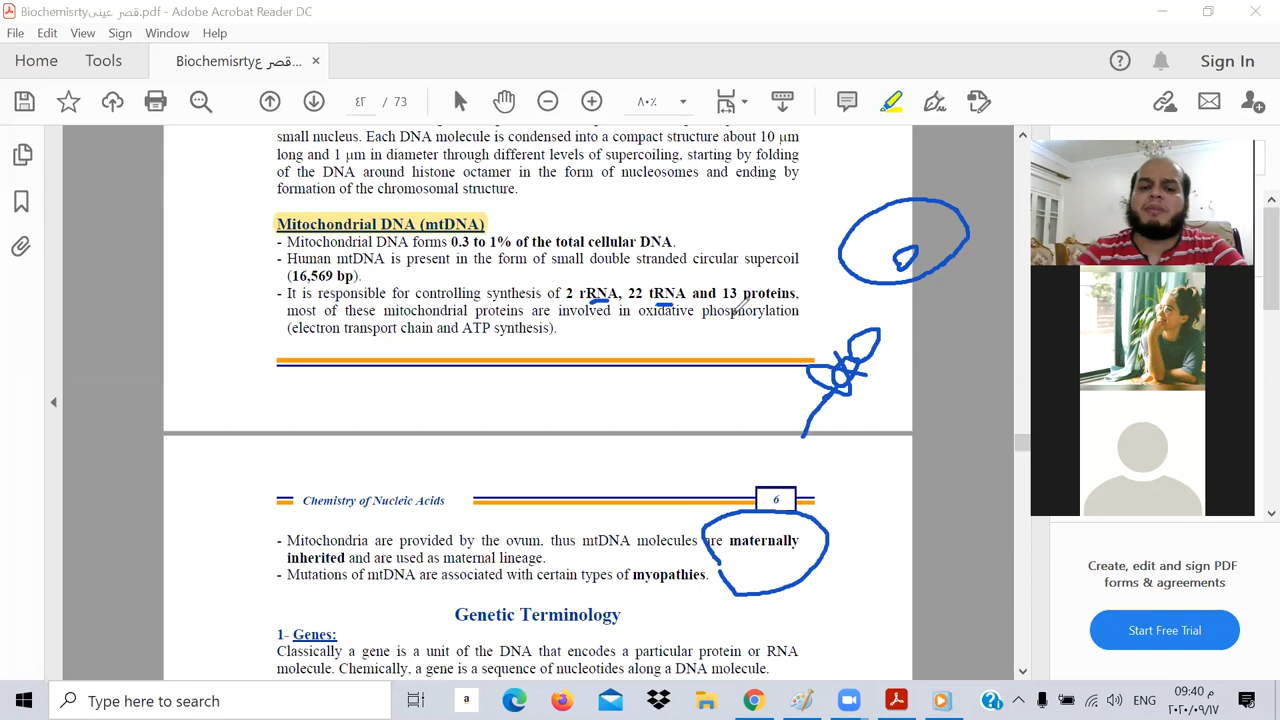 Biochemisrtyقصر عينى.pdf - Adobe Acrobat Reader DC
File Edit View Sign Window Help
Home Tools Biochemisrtyقصر ع... × Sign In
٤٢ / 73 ٨٠٪
small nucleus. Each DNA molecule is condensed into a compact structure about 10 μm
long and 1 μm in diameter through different levels of supercoiling, starting by folding
of the DNA around histone octamer in the form of nucleosomes and ending by
formation of the chromosomal structure.
Mitochondrial DNA (mtDNA)
- Mitochondrial DNA forms 0.3 to 1% of the total cellular DNA.
- Human mtDNA is present in the form of small double stranded circular supercoil
(16,569 bp).
- It is responsible for controlling synthesis of 2 rRNA, 22 tRNA and 13 proteins,
most of these mitochondrial proteins are involved in oxidative phosphorylation
(electron transport chain and ATP synthesis).
Chemistry of Nucleic Acids 6
- Mitochondria are provided by the ovum, thus mtDNA molecules are maternally
inherited and are used as maternal lineage.
- Mutations of mtDNA are associated with certain types of myopathies.
Genetic Terminology
1- Genes:
Classically a gene is a unit of the DNA that encodes a particular protein or RNA
molecule. Chemically, a gene is a sequence of nucleotides along a DNA molecule.
Create, edit and sign PDF
forms & agreements
Start Free Trial
Type here to search
a
ENG
09:40 م
٢٠٢٠/٠٩/١٧